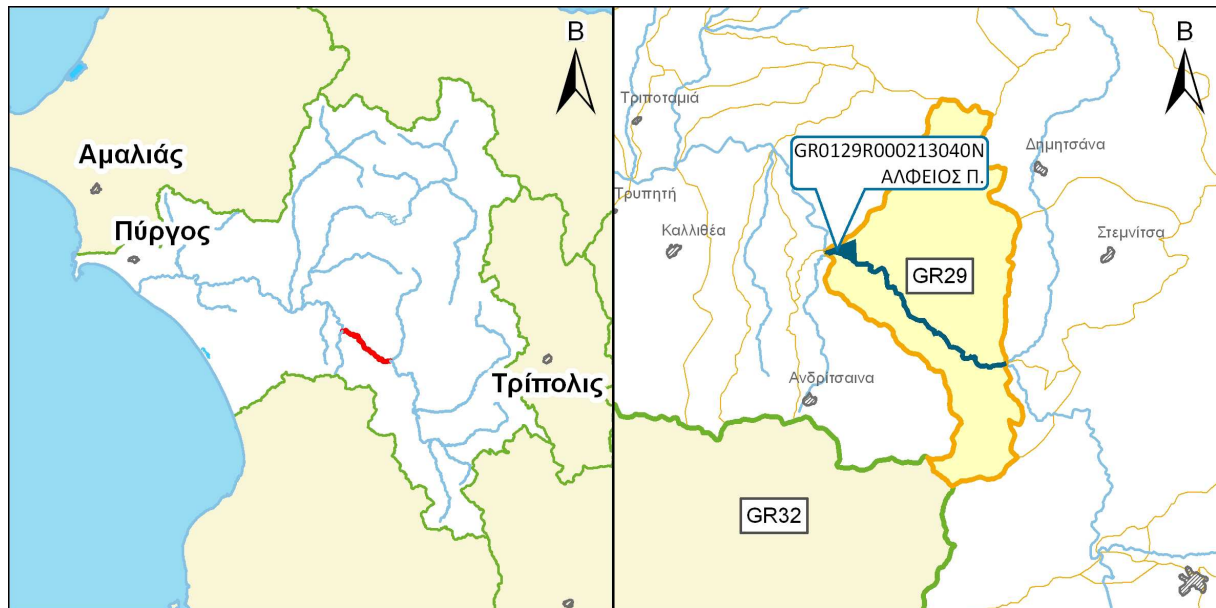 Β
Αμαλιάς
Πύργος
Τρίπολις
Β
Τριποταμιά
GR0129R000213040N
ΑΛΦΕΙΟΣ Π.
Δημητσάνα
Τρυπητή
Καλλιθέα
Στεμνίτσα
GR29
Ανδρίτσαινα
GR32